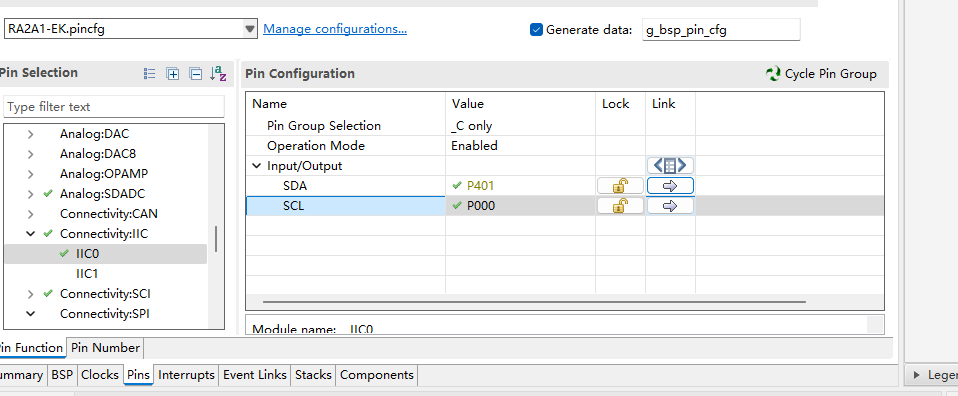 RA2A1-EK.pincfg Manage configurations... Generate data: g_bsp_pin_cfg
Pin Selection
Type filter text
Analog:DAC
Analog:DAC8
Analog:OPAMP
Analog:SDADC
Connectivity:CAN
Connectivity:IIC
IIC0
IIC1
Connectivity:SCI
Connectivity:SPI
Pin Configuration Cycle Pin Group
Name Value Lock Link
Pin Group Selection _C only
Operation Mode Enabled
Input/Output
SDA P401
SCL P000
Module name: IIC0
in Function Pin Number
ummary BSP Clocks Pins Interrupts Event Links Stacks Components
Leger